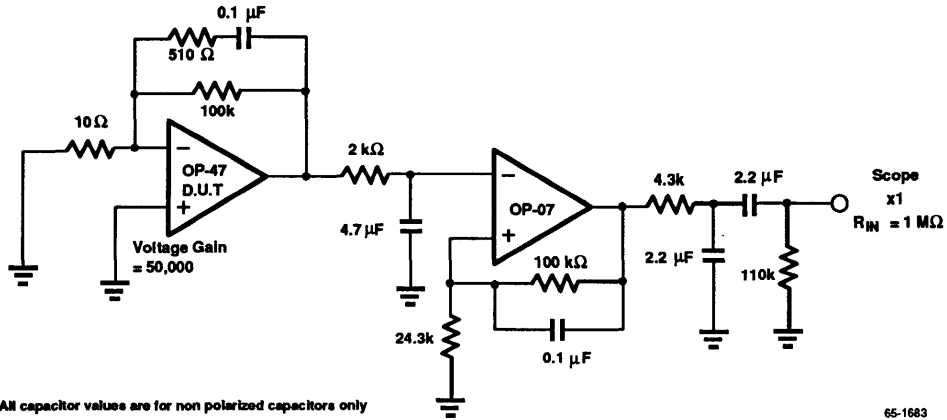 0.1 µF
510 Ω
100k
10Ω
−
OP-47
D.U.T
+
Voltage Gain
= 50,000
2 kΩ
4.7 µF
−
OP-07
+
100 kΩ
0.1 µF
24.3k
4.3k
2.2 µF
2.2 µF
110k
Scope
x1
RIN = 1 MΩ
All capacitor values are for non polarized capacitors only
65-1683